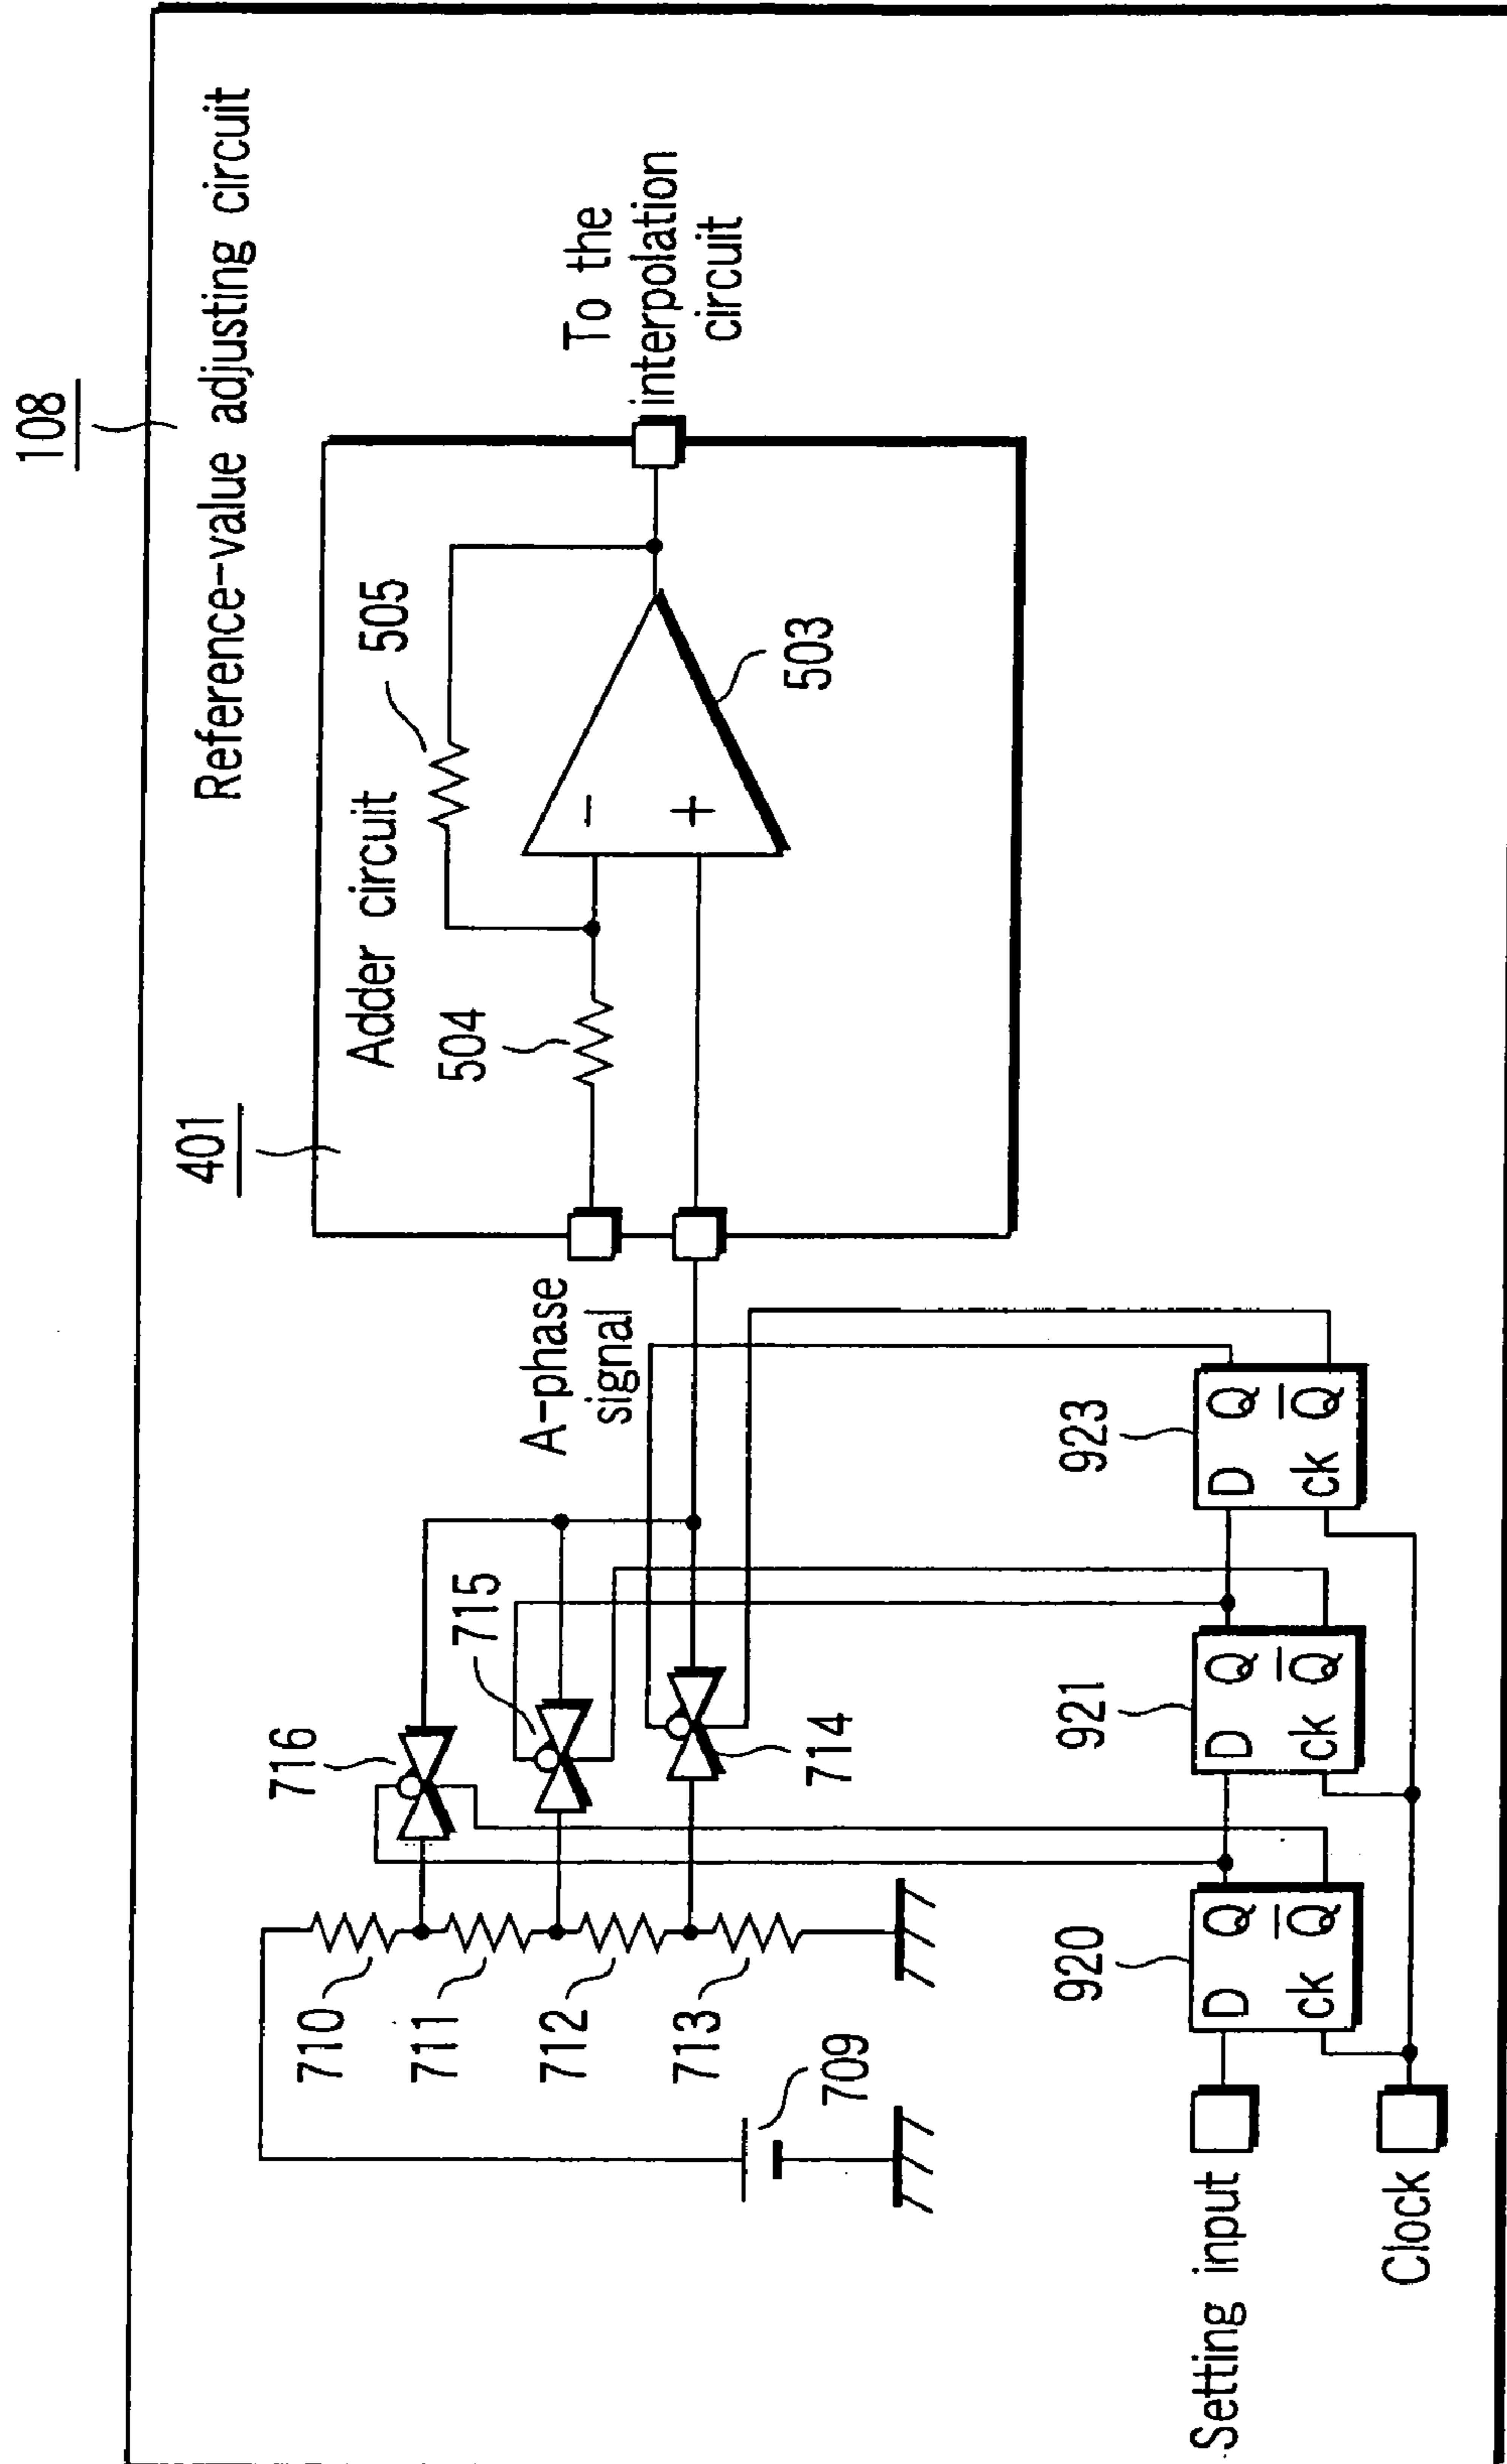 108
Reference-value adjusting circuit
401
Adder circuit
504
505
−
+
503
To the
interpolation
circuit
A-phase
signal
716
715
714
710
711
712
713
709
920
D Q
ck Q̅
921
D Q
ck Q̅
923
D Q
ck Q̅
Setting input
Clock